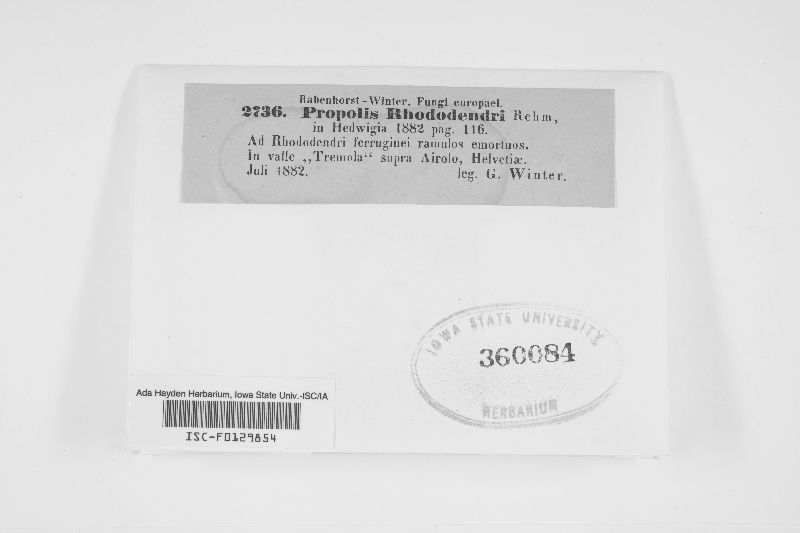 Rabenhorst-Winter, Fungi europaei.
2736. Propolis Rhododendri Rehm,
in Hedwigia 1882 pag. 116.
Ad Rhododendri ferruginei ramulos emortuos.
In valle „Tremola“ supra Airolo, Helvetiæ.
Juli 1882. leg. G. Winter.
IOWA STATE UNIVERSITY
360084
HERBARIUM
Ada Hayden Herbarium, Iowa State Univ.-ISC/IA
ISC-F0129854